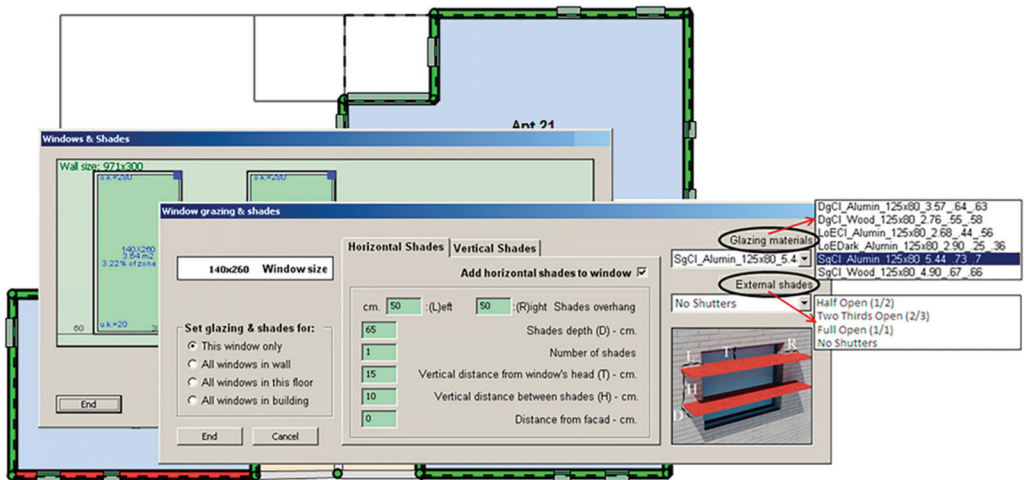 Apt 21
Windows & Shades
Wall size: 971x300
o.k.=280
o.k.=280
140X260
3.64 m2
3.22% of zone
60
u.k.=20
End
Window grazing & shades
140x260 Window size
Set glazing & shades for:
This window only
All windows in wall
All windows in this floor
All windows in building
End
Cancel
Horizontal Shades
Vertical Shades
Add horizontal shades to window
cm. 50 :(L)eft 50 :(R)ight Shades overhang
65 Shades depth (D) - cm.
1 Number of shades
15 Vertical distance from window's head (T) - cm.
10 Vertical distance between shades (H) - cm.
0 Distance from facad - cm.
Glazing materials
SgCl_Alumin_125x80_5.4
External shades
No Shutters
L T R
H
D
DgCl_Alumin_125x80_3.57_.64_.63
DgCl_Wood_125x80_2.76_.55_.58
LoECl_Alumin_125x80_2.68_.44_.56
LoEDark_Alumin_125x80_2.90_.25_.36
SgCl_Alumin_125x80_5.44_.73_.7
SgCl_Wood_125x80_4.90_.67_.66
Half Open (1/2)
Two Thirds Open (2/3)
Full Open (1/1)
No Shutters